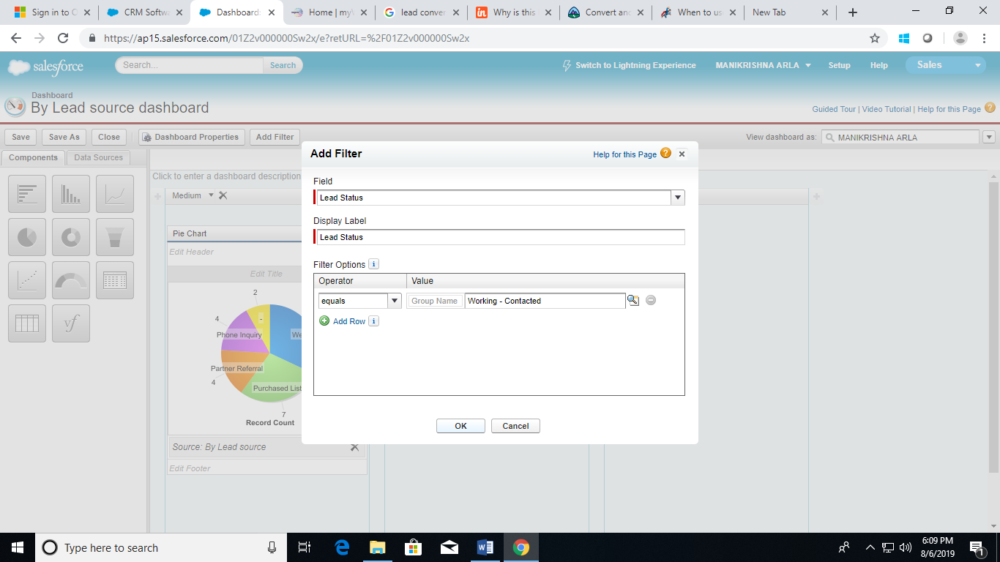 Sign in to C
CRM Softwa
Dashboard:
Home | my\
lead conver
Why is this
Convert and
When to us
New Tab
https://ap15.salesforce.com/01Z2v000000Sw2x/e?retURL=%2F01Z2v000000Sw2x
salesforce
Search...
Search
Switch to Lightning Experience
MANIKRISHNA ARLA
Setup
Help
Sales
Dashboard
By Lead source dashboard
Guided Tour | Video Tutorial | Help for this Page
Save
Save As
Close
Dashboard Properties
Add Filter
View dashboard as:
MANIKRISHNA ARLA
Components
Data Sources
Click to enter a dashboard description
Medium
Pie Chart
Edit Header
Edit Title
2
4
-
We
Phone Inquiry
Partner Referral
4
Purchased List
7
Record Count
Source: By Lead source
Edit Footer
vf
Add Filter
Help for this Page
Field
Lead Status
Display Label
Lead Status
Filter Options
Operator
Value
equals
Group Name
Working - Contacted
Add Row
OK
Cancel
Type here to search
6:09 PM
8/6/2019
1